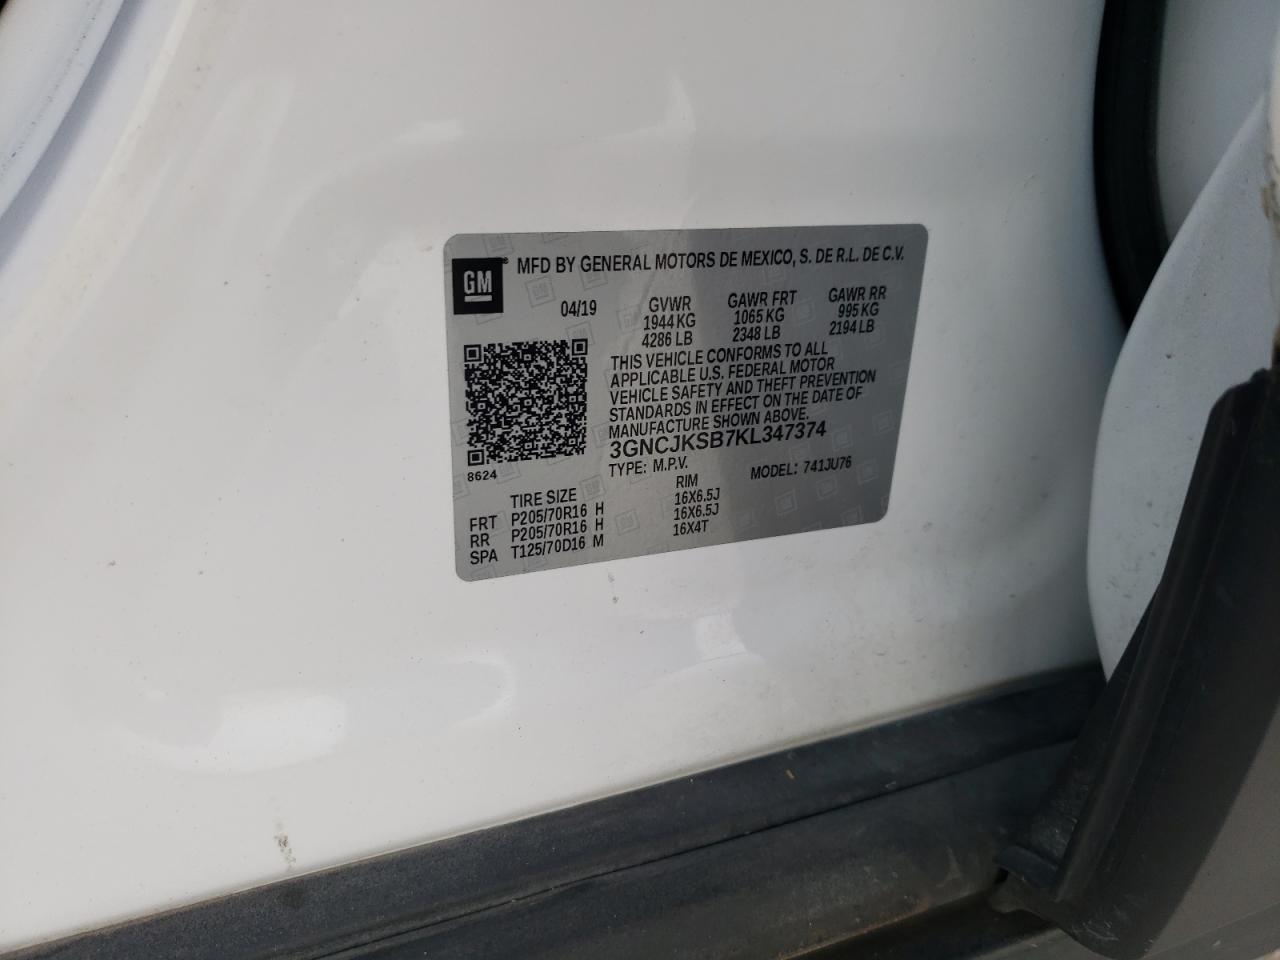 GM® MFD BY GENERAL MOTORS DE MEXICO, S. DE R.L. DE C.V.
04/19 GVWR GAWR FRT GAWR RR
1944 KG 1065 KG 995 KG
4286 LB 2348 LB 2194 LB
THIS VEHICLE CONFORMS TO ALL
APPLICABLE U.S. FEDERAL MOTOR
VEHICLE SAFETY AND THEFT PREVENTION
STANDARDS IN EFFECT ON THE DATE OF
MANUFACTURE SHOWN ABOVE.
3GNCJKSB7KL347374
8624 TYPE: M.P.V. MODEL: 741JU76
TIRE SIZE RIM
FRT P205/70R16 H 16X6.5J
RR P205/70R16 H 16X6.5J
SPA T125/70D16 M 16X4T